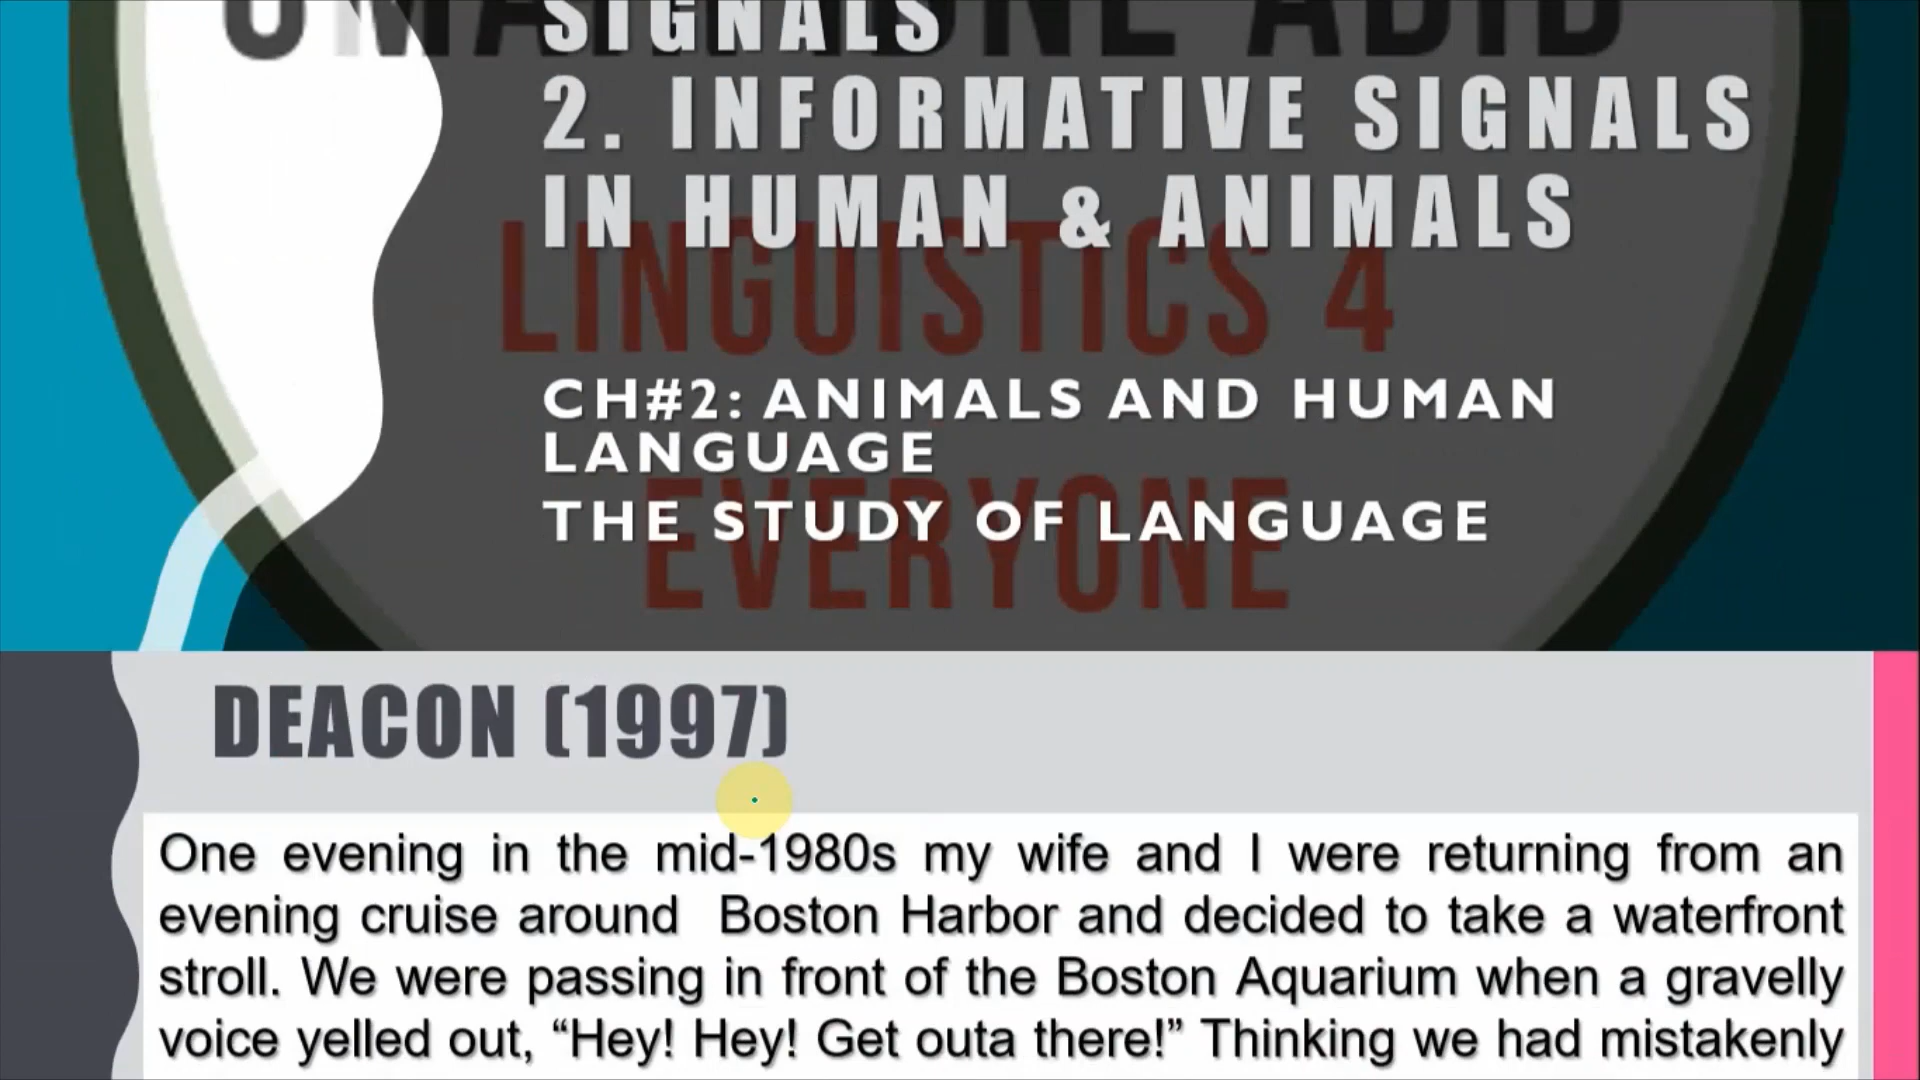 SIGNALS
2. INFORMATIVE SIGNALS
IN HUMAN & ANIMALS
LINGUISTICS 4
CH#2: ANIMALS AND HUMAN
LANGUAGE
THE STUDY OF LANGUAGE
EVERYONE
DEACON (1997)
One evening in the mid-1980s my wife and I were returning from an
evening cruise around Boston Harbor and decided to take a waterfront
stroll. We were passing in front of the Boston Aquarium when a gravelly
voice yelled out, “Hey! Hey! Get outa there!” Thinking we had mistakenly